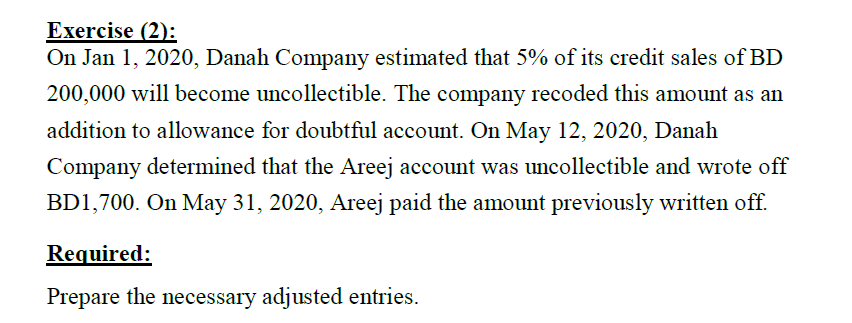 Exercise (2):
On Jan 1, 2020, Danah Company estimated that 5% of its credit sales of BD
200,000 will become uncollectible. The company recoded this amount as an
addition to allowance for doubtful account. On May 12, 2020, Danah
Company determined that the Areej account was uncollectible and wrote off
BD1,700. On May 31, 2020, Areej paid the amount previously written off.
Required:
Prepare the necessary adjusted entries.